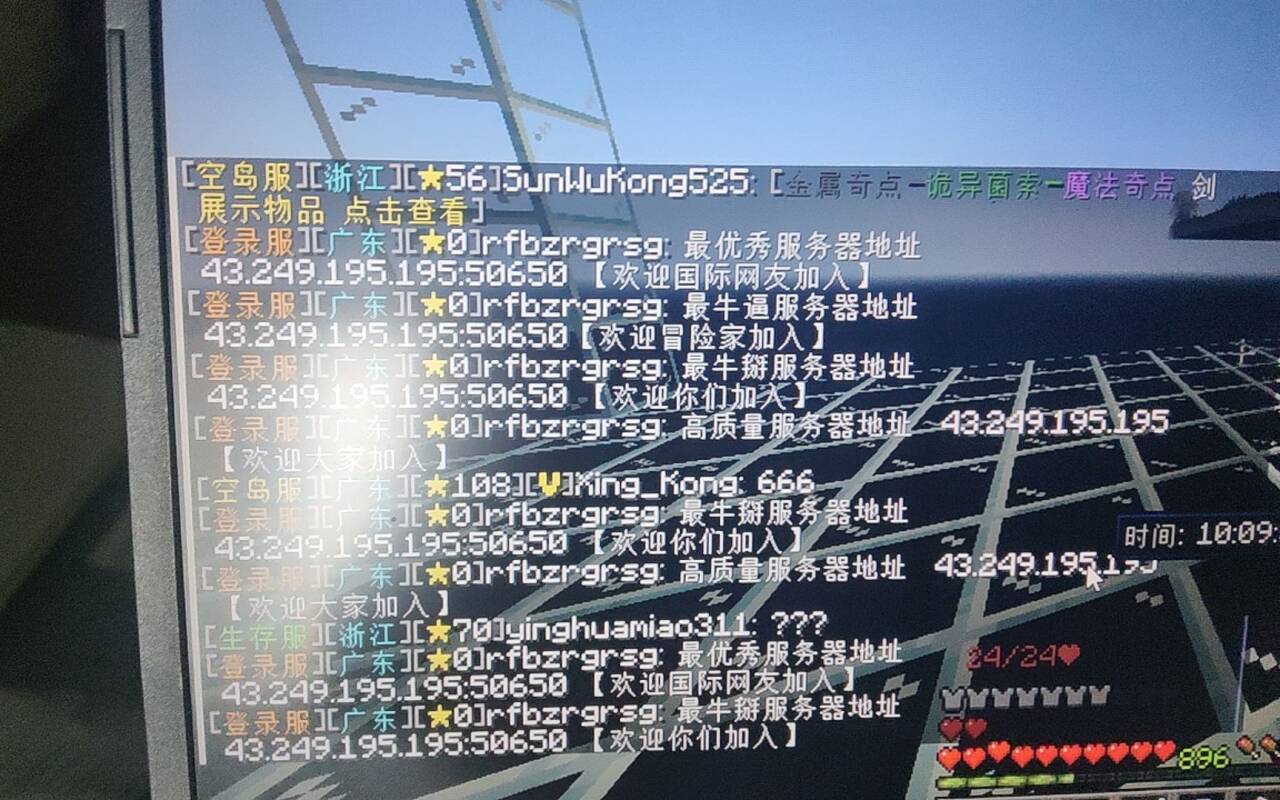 [空岛服][浙江][★56]SunWuKong525: [金属奇点-诡异菌索-魔法奇点 剑
展示物品 点击查看]
[登录服][广东][★0]rfbzrgrsg: 最优秀服务器地址
43.249.195.195:50650 【欢迎国际网友加入】
[登录服][广东][★0]rfbzrgrsg: 最牛逼服务器地址
43.249.195.195:50650【欢迎冒险家加入】
[登录服][广东][★0]rfbzrgrsg: 最牛掰服务器地址
43.249.195.195:50650 【欢迎你们加入】
[登录服][广东][★0]rfbzrgrsg: 高质量服务器地址 43.249.195.195
【欢迎大家加入】
[空岛服][广东][★108][V]King_Kong: 666
[登录服][广东][★0]rfbzrgrsg: 最牛掰服务器地址
43.249.195.195:50650 【欢迎你们加入】
时间: 10:09:
[登录服][广东][★0]rfbzrgrsg: 高质量服务器地址 43.249.195.195
【欢迎大家加入】
[生存服][浙江][★70]yinghuamiao311: ???
[登录服][广东][★0]rfbzrgrsg: 最优秀服务器地址
43.249.195.195:50650 【欢迎国际网友加入】
24/24❤
[登录服][广东][★0]rfbzrgrsg: 最牛掰服务器地址
43.249.195.195:50650 【欢迎你们加入】
896